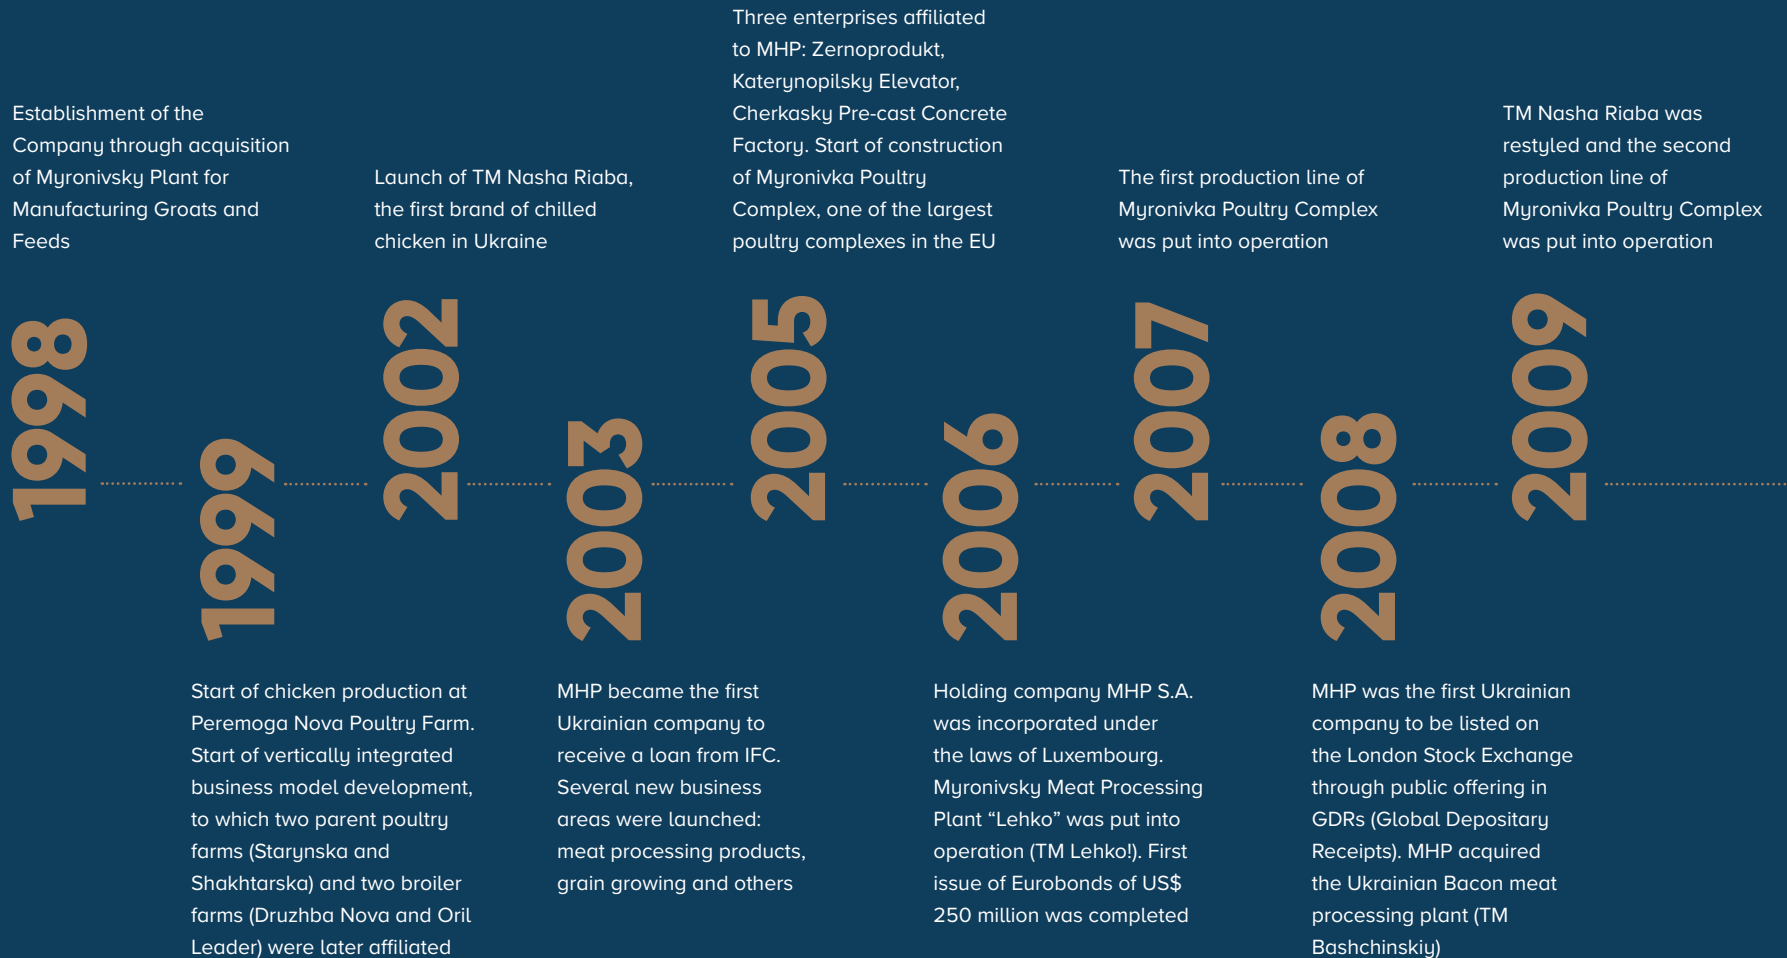 Establishment of the
Company through acquisition
of Myronivsky Plant for
Manufacturing Groats and
Feeds
1998
1999
Start of chicken production at
Peremoga Nova Poultry Farm.
Start of vertically integrated
business model development,
to which two parent poultry
farms (Starynska and
Shakhtarska) and two broiler
farms (Druzhba Nova and Oril
Leader) were later affiliated
Launch of TM Nasha Riaba,
the first brand of chilled
chicken in Ukraine
2002
2003
MHP became the first
Ukrainian company to
receive a loan from IFC.
Several new business
areas were launched:
meat processing products,
grain growing and others
Three enterprises affiliated
to MHP: Zernoprodukt,
Katerynopilsky Elevator,
Cherkasky Pre-cast Concrete
Factory. Start of construction
of Myronivka Poultry
Complex, one of the largest
poultry complexes in the EU
2005
2006
Holding company MHP S.A.
was incorporated under
the laws of Luxembourg.
Myronivsky Meat Processing
Plant “Lehko” was put into
operation (TM Lehko!). First
issue of Eurobonds of US$
250 million was completed
The first production line of
Myronivka Poultry Complex
was put into operation
2007
2008
MHP was the first Ukrainian
company to be listed on
the London Stock Exchange
through public offering in
GDRs (Global Depositary
Receipts). MHP acquired
the Ukrainian Bacon meat
processing plant (TM
Bashchinskiy)
TM Nasha Riaba was
restyled and the second
production line of
Myronivka Poultry Complex
was put into operation
2009